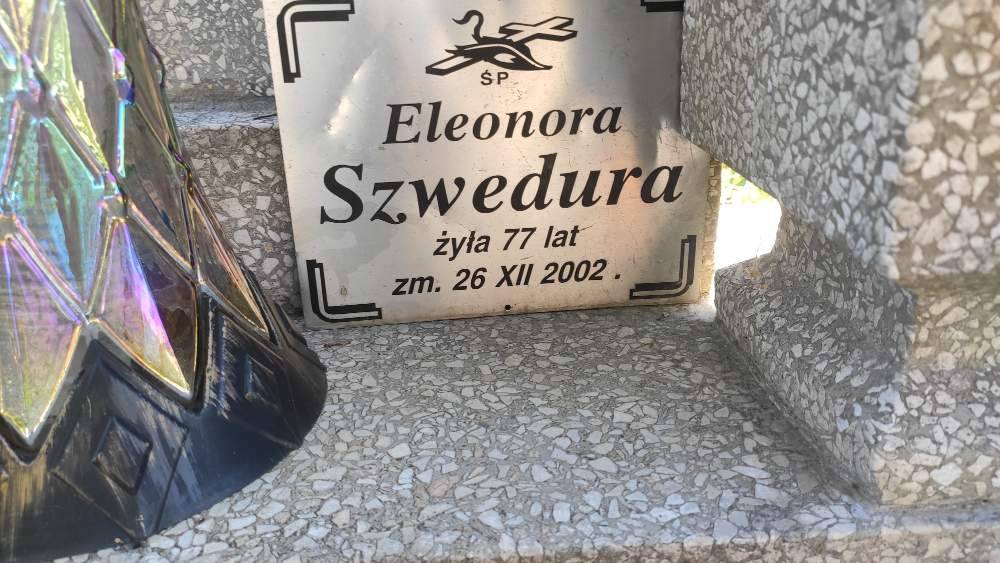 ŚP
Eleonora
Szwedura
żyła 77 lat
zm. 26 XII 2002.